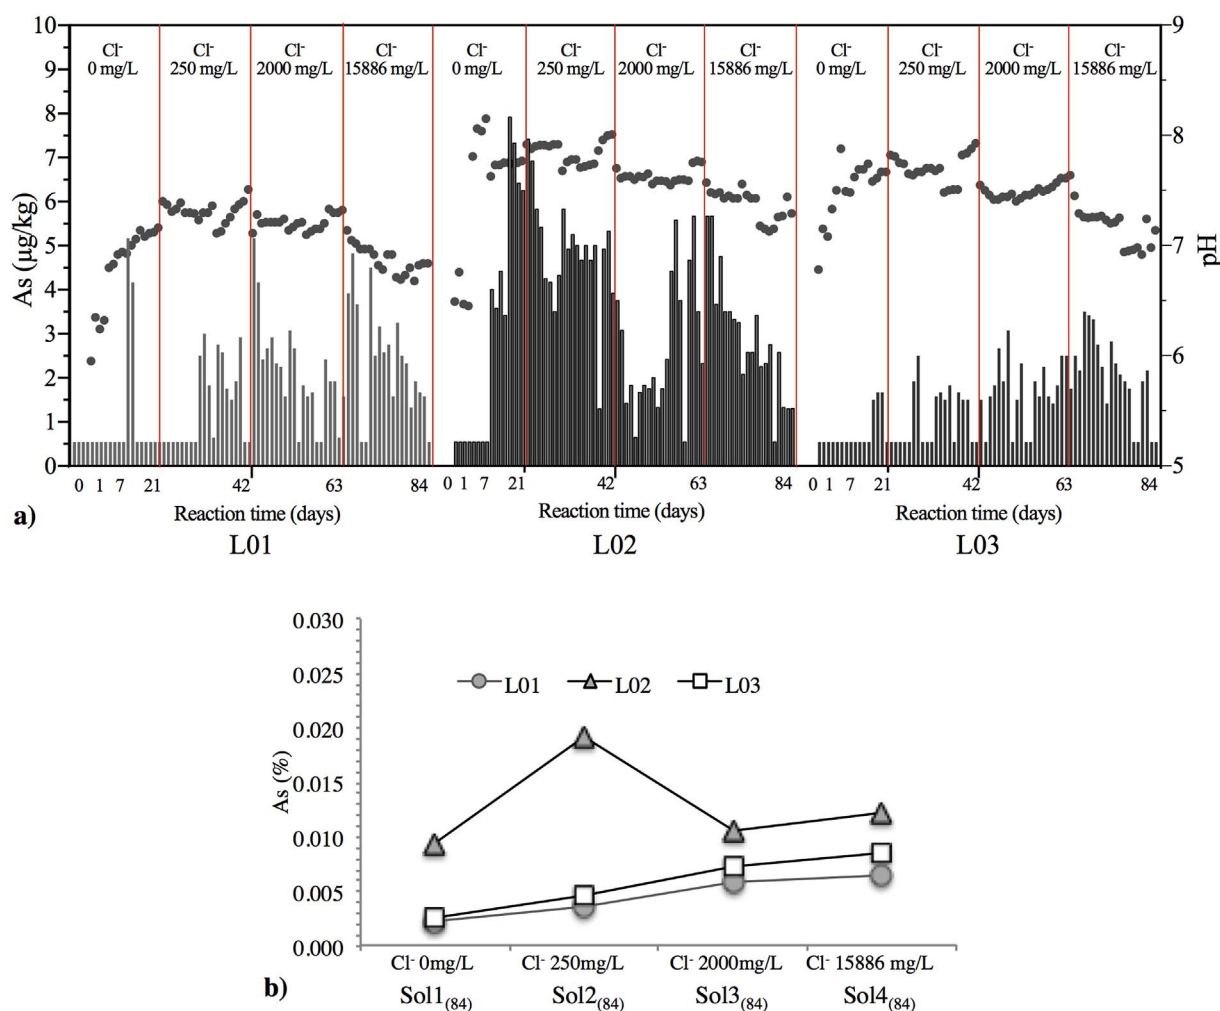 10
9
8
7
6
5
4
3
2
1
0
As (µg/kg)
Cl⁻
0 mg/L
Cl⁻
250 mg/L
Cl⁻
2000 mg/L
Cl⁻
15886 mg/L
Cl⁻
0 mg/L
Cl⁻
250 mg/L
Cl⁻
2000 mg/L
Cl⁻
15886 mg/L
Cl⁻
0 mg/L
Cl⁻
250 mg/L
Cl⁻
2000 mg/L
Cl⁻
15886 mg/L
9
8
7
6
5
pH
0 1 7 21 42 63 84 0 1 7 21 42 63 84 0 1 7 21 42 63 84
Reaction time (days) Reaction time (days) Reaction time (days)
a)
L01 L02 L03
0.030
0.025
0.020
0.015
0.010
0.005
0.000
As (%)
L01 L02 L03
Cl⁻ 0mg/L Cl⁻ 250mg/L Cl⁻ 2000mg/L Cl⁻ 15886 mg/L
b)
Sol1(84) Sol2(84) Sol3(84) Sol4(84)